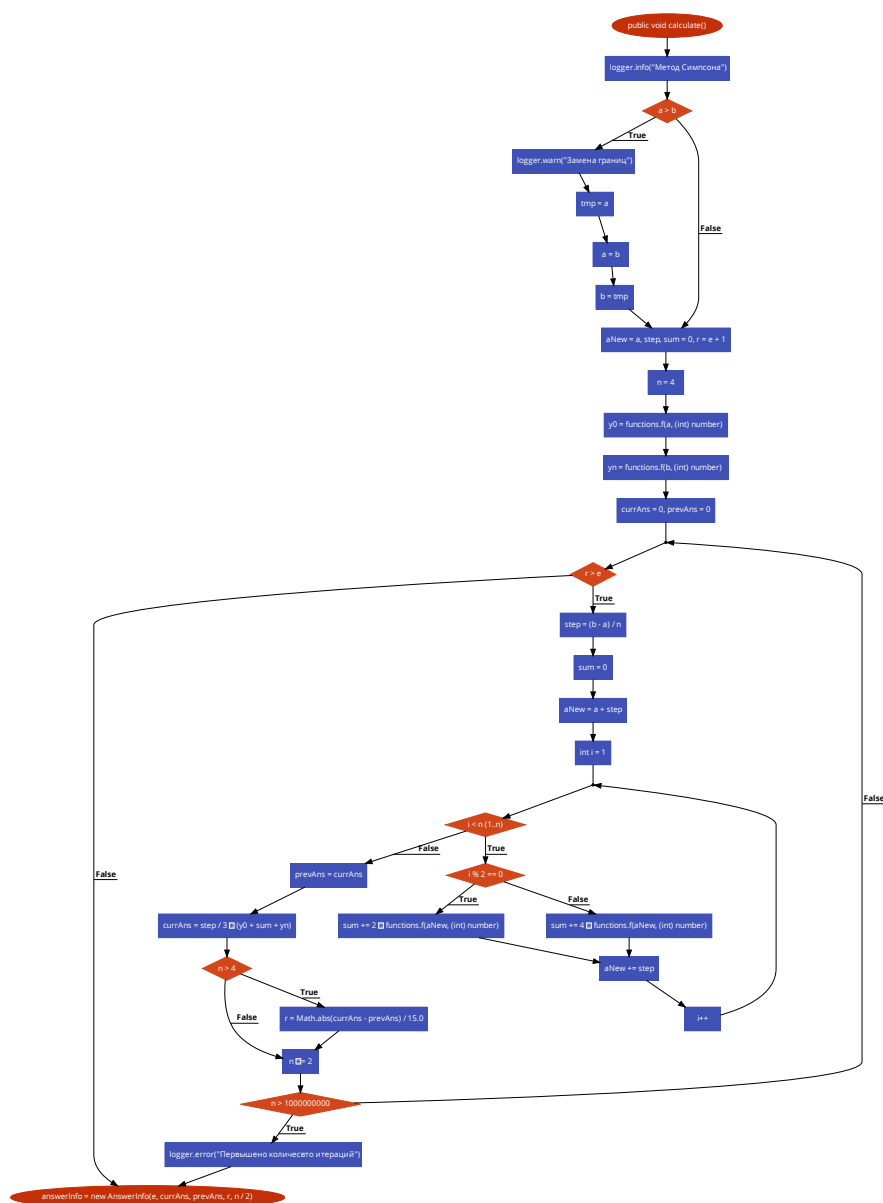 public void calculate()
logger.info("Метод Симпсона")
a > b
True
logger.warn("Замена границ")
tmp = a
False
a = b
b = tmp
aNew = a, step, sum = 0, r = e + 1
n = 4
y0 = functions.f(a, (int) number)
yn = functions.f(b, (int) number)
currAns = 0, prevAns = 0
r > e
True
step = (b - a) / n
sum = 0
aNew = a + step
int i = 1
False
i < n (1..n)
False
True
prevAns = currAns
i % 2 == 0
False
True
False
currAns = step / 3 (y0 + sum + yn)
sum += 2 functions.f(aNew, (int) number)
sum += 4 functions.f(aNew, (int) number)
n > 4
aNew += step
True
False
r = Math.abs(currAns - prevAns) / 15.0
i++
n = 2
n > 1000000000
True
logger.error("Первышено количесвто итераций")
answerInfo = new AnswerInfo(e, currAns, prevAns, r, n / 2)